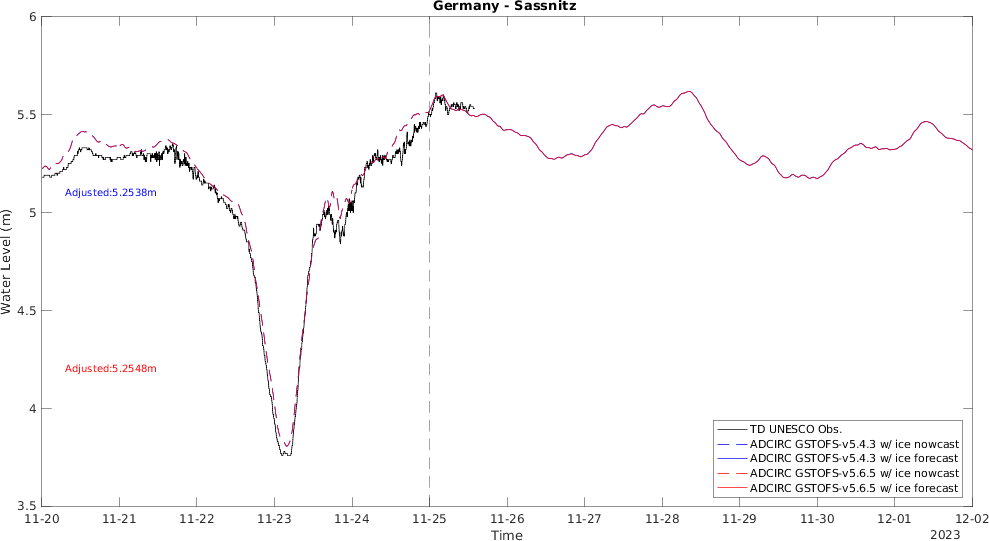 Germany - Sassnitz
6
5.5
5
4.5
4
3.5
Water Level (m)
Adjusted:5.2538m
Adjusted:5.2548m
TD UNESCO Obs.
ADCIRC GSTOFS-v5.4.3 w/ ice nowcast
ADCIRC GSTOFS-v5.4.3 w/ ice forecast
ADCIRC GSTOFS-v5.6.5 w/ ice nowcast
ADCIRC GSTOFS-v5.6.5 w/ ice forecast
11-20 11-21 11-22 11-23 11-24 11-25 11-26 11-27 11-28 11-29 11-30 12-01 12-02
Time
2023